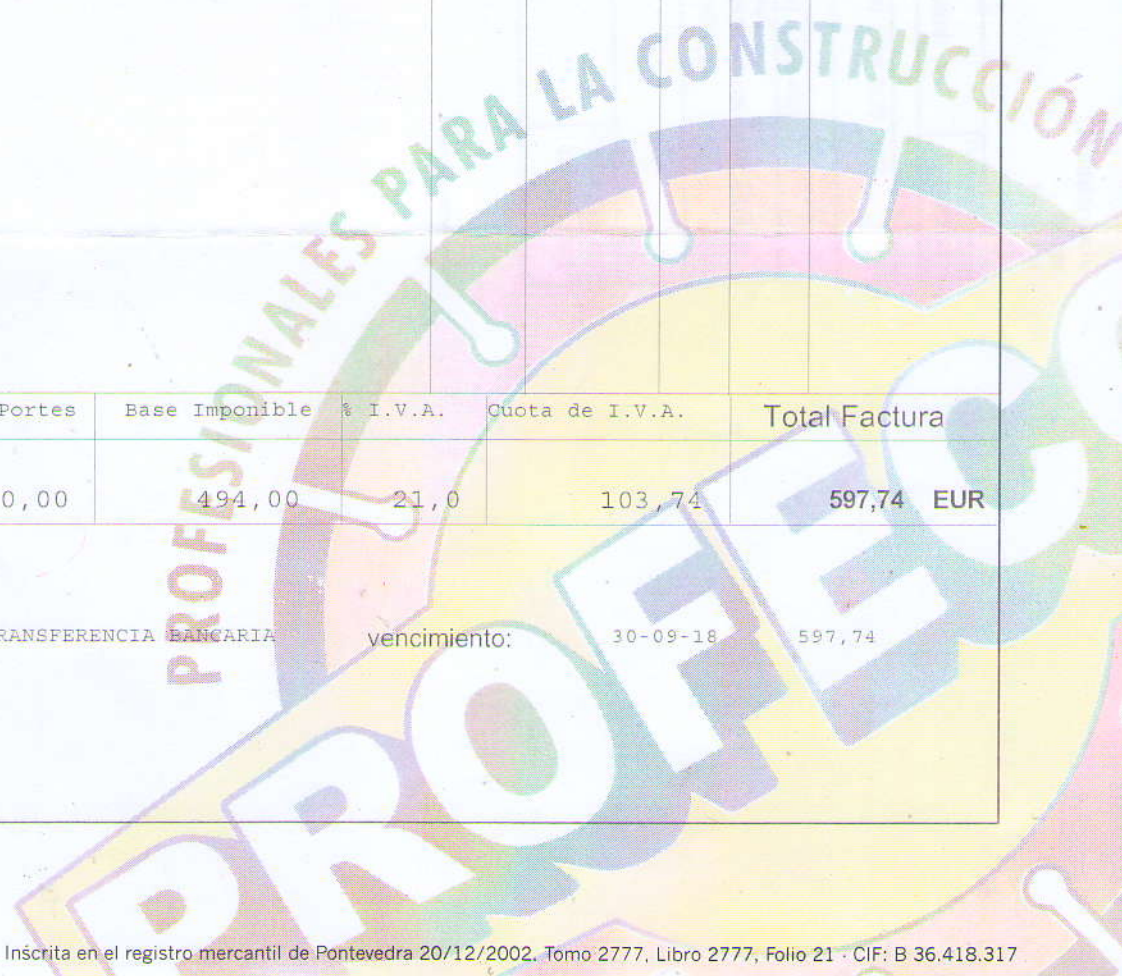 PROFESIONALES PARA LA CONSTRUCCIÓN
Portes Base Imponible % I.V.A. Cuota de I.V.A. Total Factura
0,00 494,00 21,0 103,74 597,74 EUR
BANCARIA vencimiento: 30-09-18 597,74
PROFECO
Inscrita en el registro mercantil de Pontevedra 20/12/2002, Tomo 2777, Libro 2777, Folio 21 · CIF: B 36.418.317